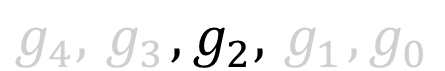 g₄, g₃, g₂, g₁, g₀